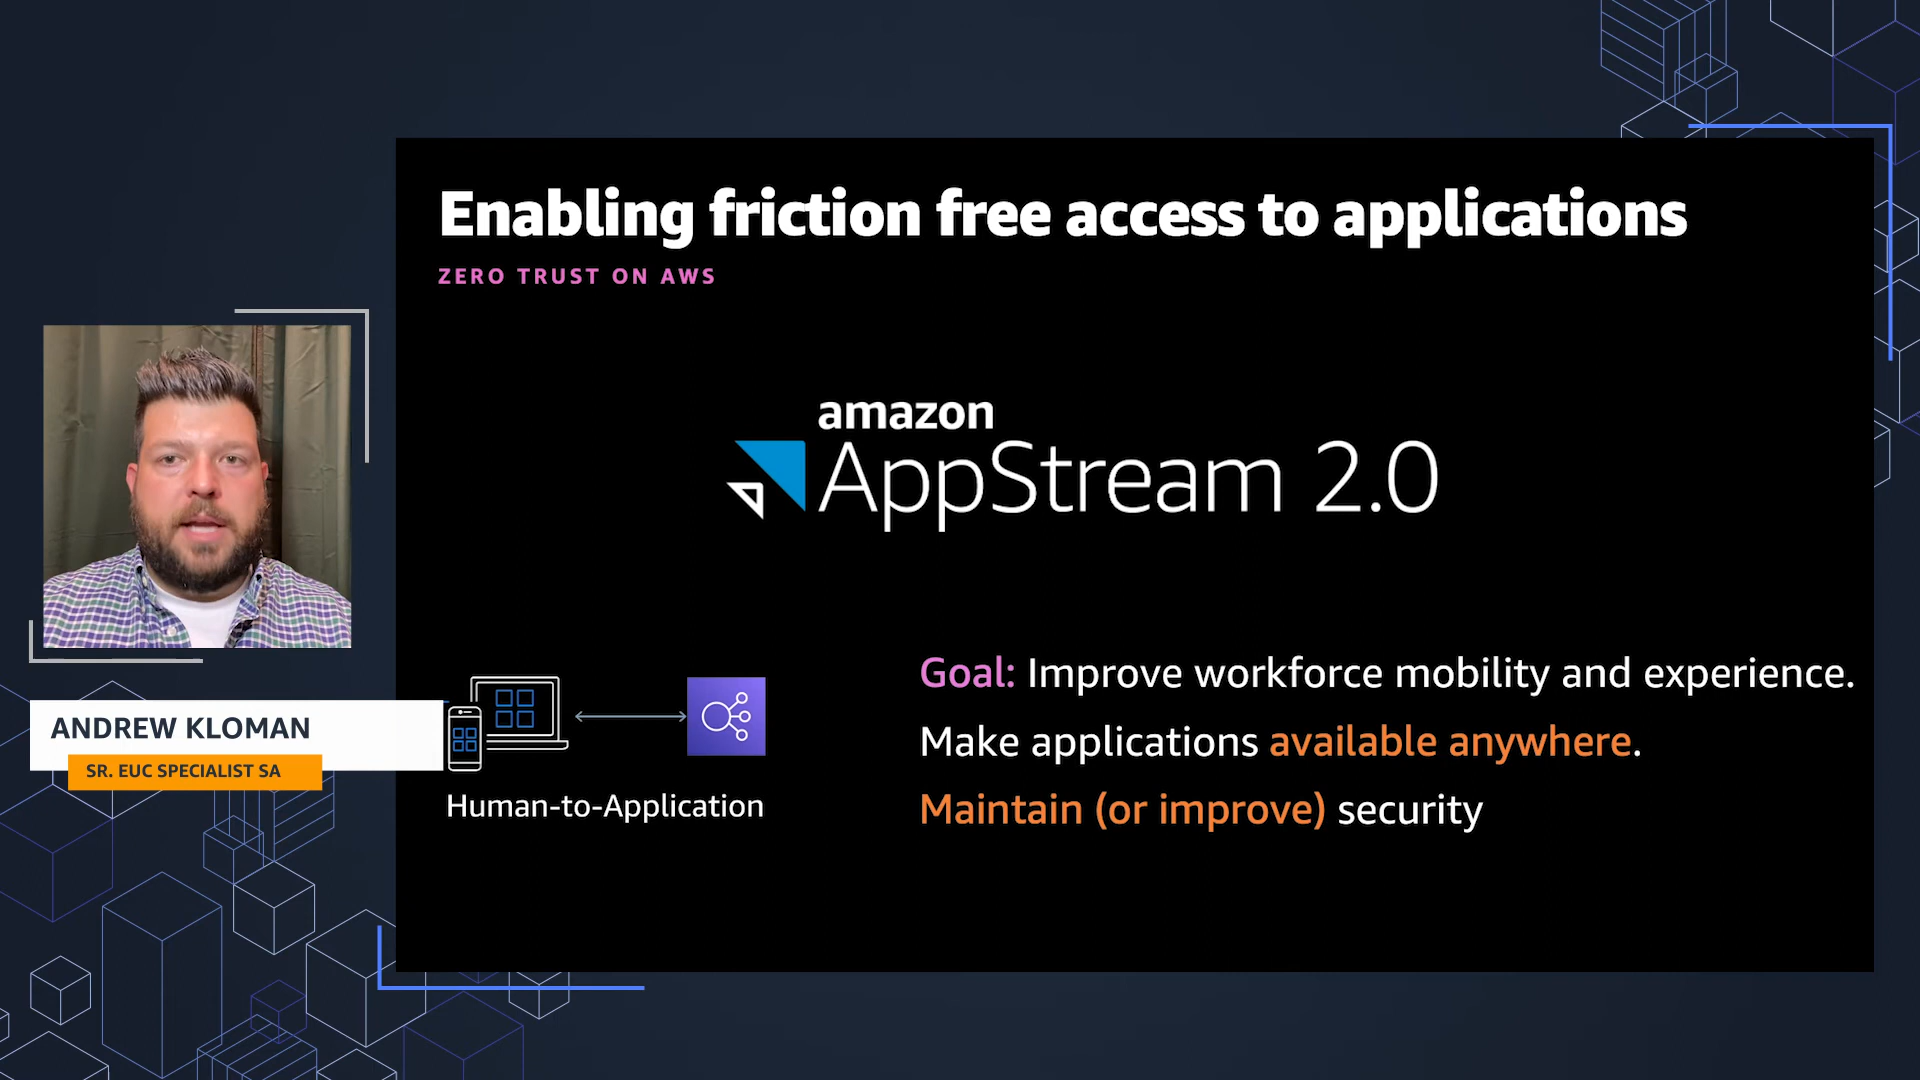 Enabling friction free access to applications
ZERO TRUST ON AWS
amazon
AppStream 2.0
ANDREW KLOMAN
SR. EUC SPECIALIST SA
Human-to-Application
Goal: Improve workforce mobility and experience.
Make applications available anywhere.
Maintain (or improve) security